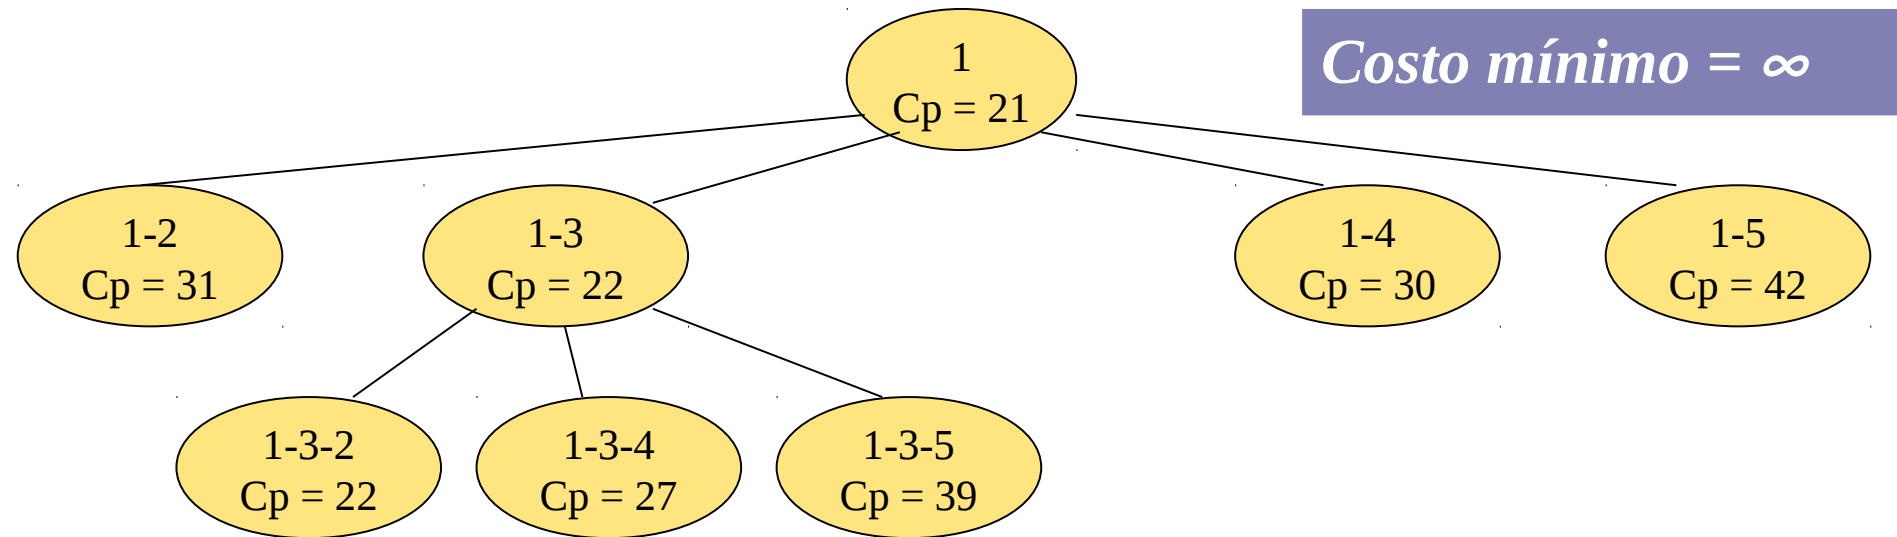 1
Cp = 21
Costo mínimo = ∞
1-2
Cp = 31
1-3
Cp = 22
1-4
Cp = 30
1-5
Cp = 42
1-3-2
Cp = 22
1-3-4
Cp = 27
1-3-5
Cp = 39